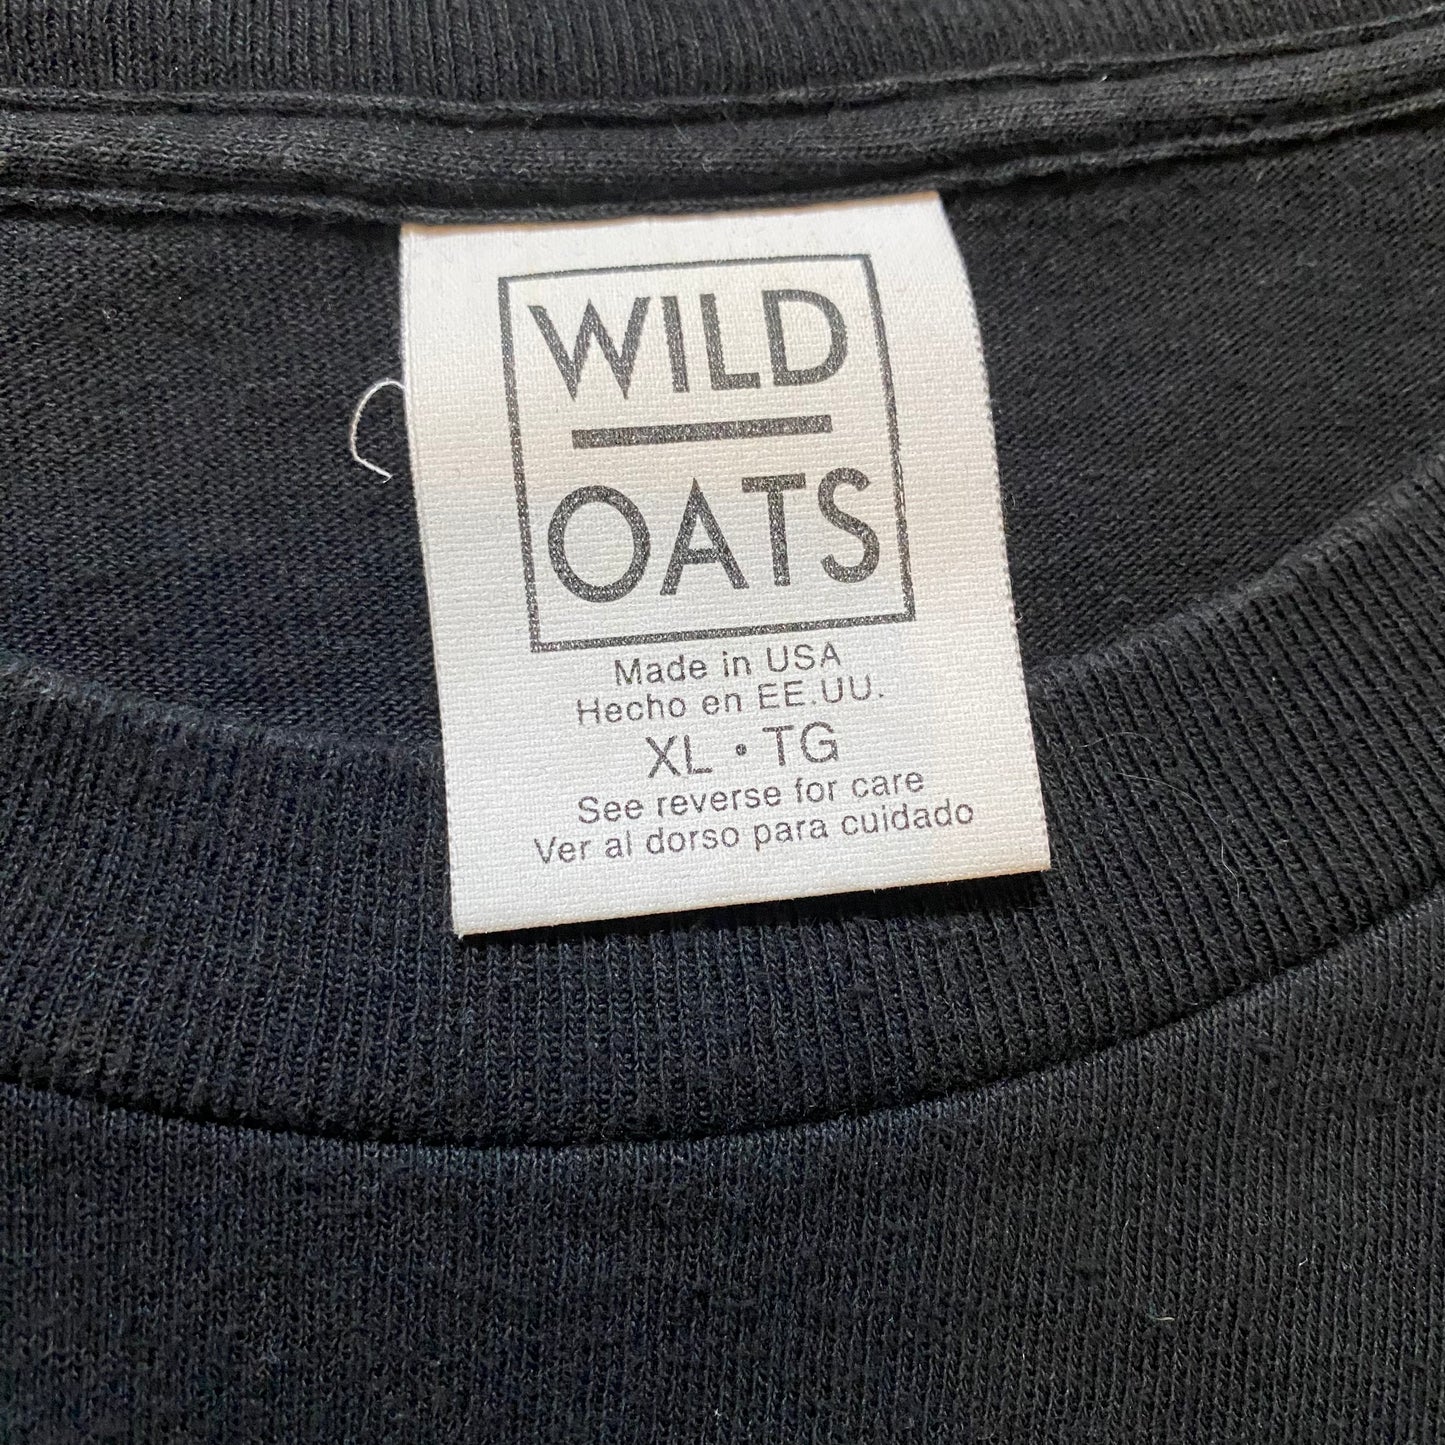 WILD
OATS
Made in USA
Hecho en EE.UU.
XL • TG
See reverse for care
Ver al dorso para cuidado